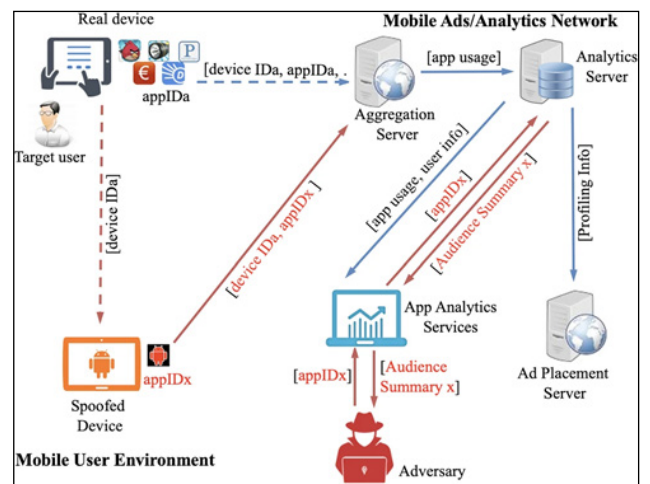 Real device
Mobile Ads/Analytics Network
P
€
appIDa
[device IDa, appIDa, .
[app usage]
Analytics
Server
Aggregation
Server
Target user
[device IDa]
[device IDa, appIDx ]
[app usage, user info]
[appIDx]
[Audience Summary x]
[Profiling Info]
appIDx
Spoofed
Device
App Analytics
Services
Ad Placement
Server
[appIDx]
[Audience
Summary x]
Mobile User Environment
Adversary